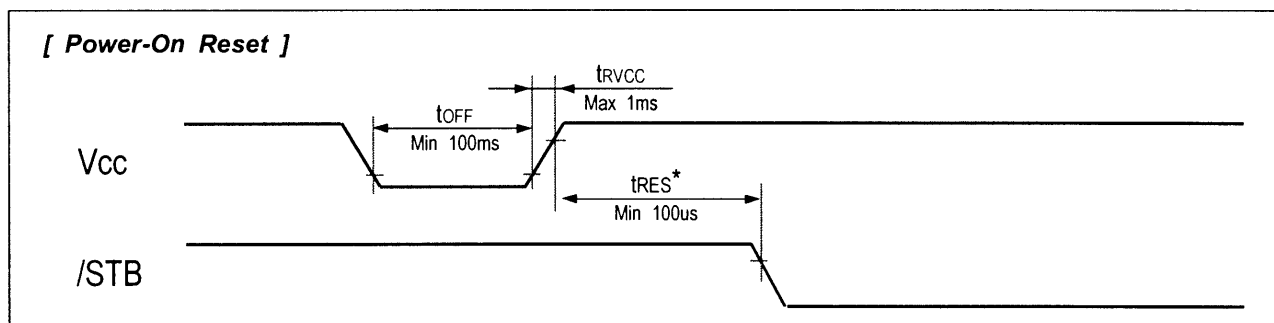 [ Power-On Reset ]
tRVCC
Max 1ms
tOFF
Min 100ms
Vcc
tRES*
Min 100us
/STB